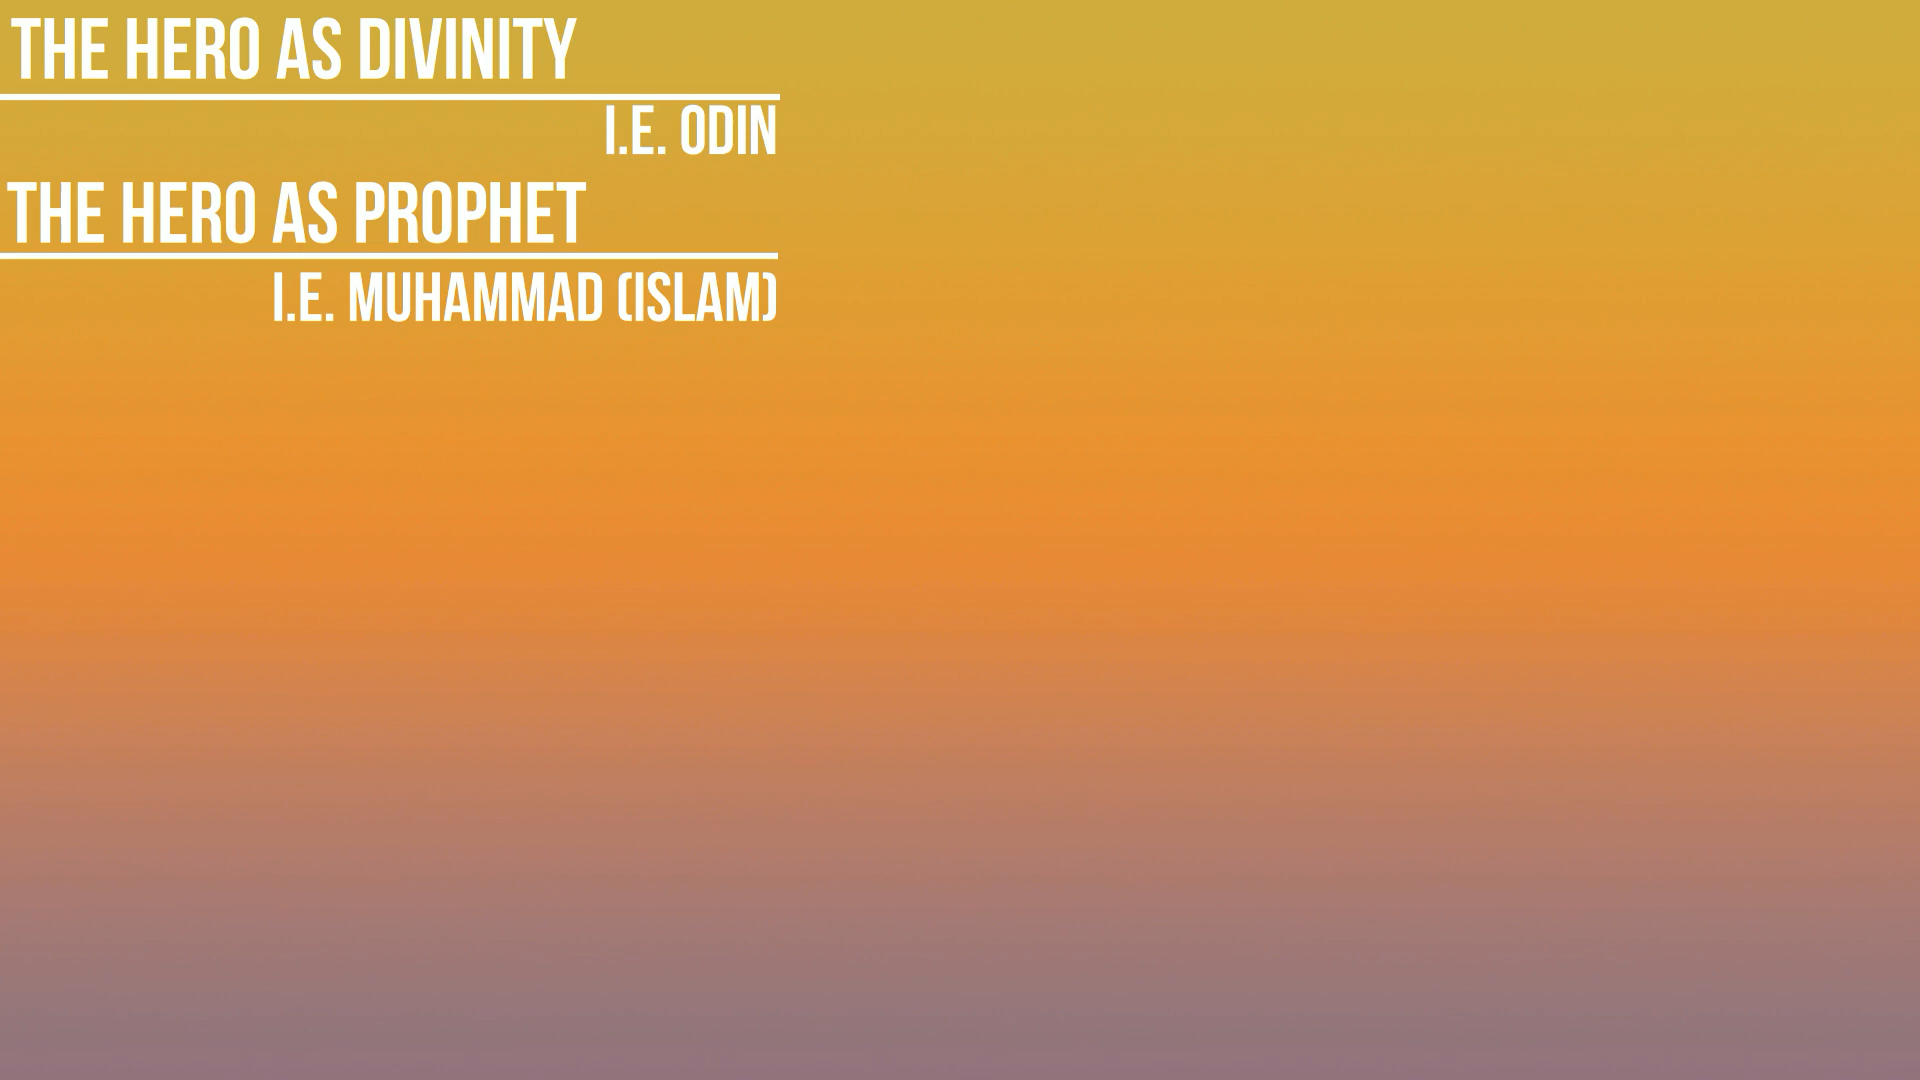 THE HERO AS DIVINITY
I.E. ODIN
THE HERO AS PROPHET
I.E. MUHAMMAD (ISLAM)